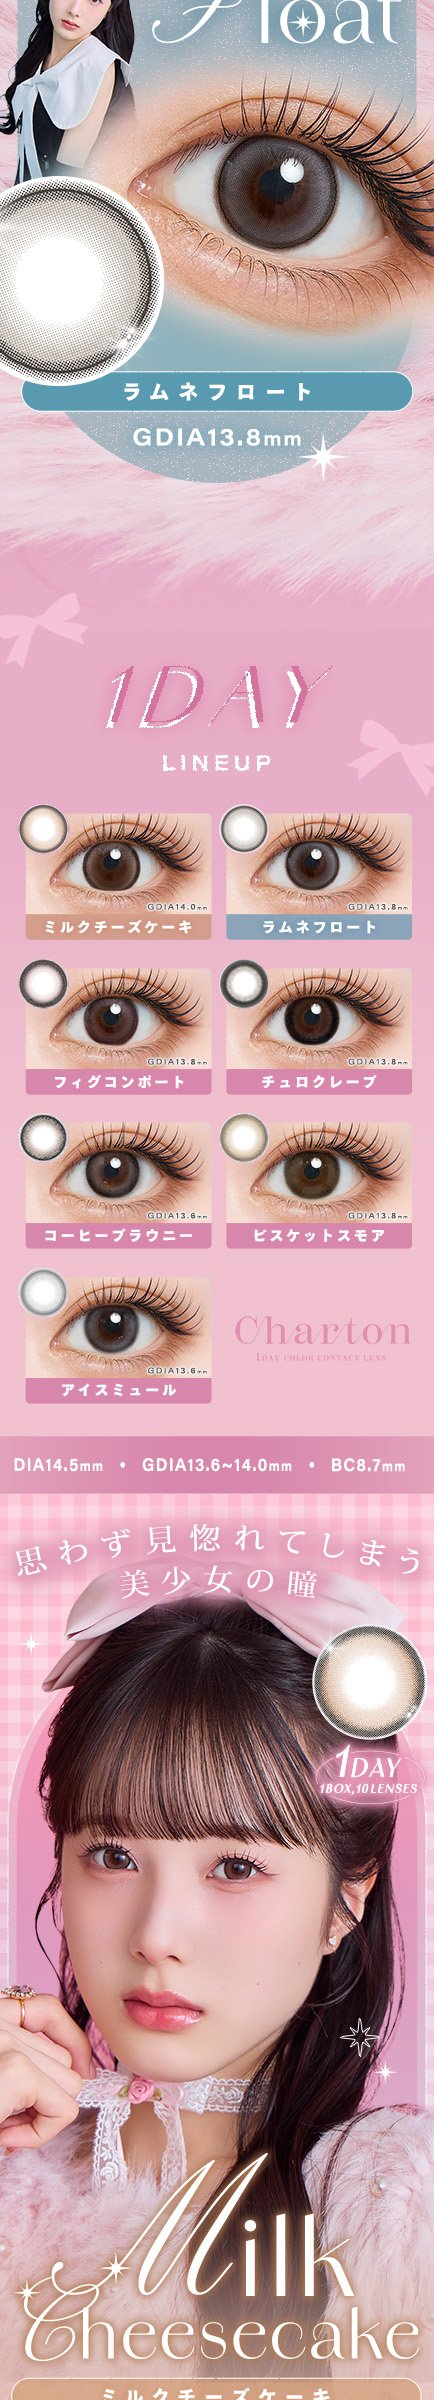 Float
ラムネフロート
GDIA13.8mm
1DAY
LINEUP
GDIA14.0mm
ミルクチーズケーキ
GDIA13.8mm
ラムネフロート
GDIA13.8mm
フィグコンポート
GDIA13.8mm
チュロクレープ
GDIA13.6mm
コーヒーブラウニー
GDIA13.8mm
ビスケットスモア
GDIA13.6mm
アイスミュール
Charton
1DAY COLOR CONTACT LENS
DIA14.5mm ・ GDIA13.6~14.0mm ・ BC8.7mm
思わず見惚れてしまう
美少女の瞳
1DAY
1BOX,10 LENSES
Milk
Cheesecake
ミルクチーズケーキ